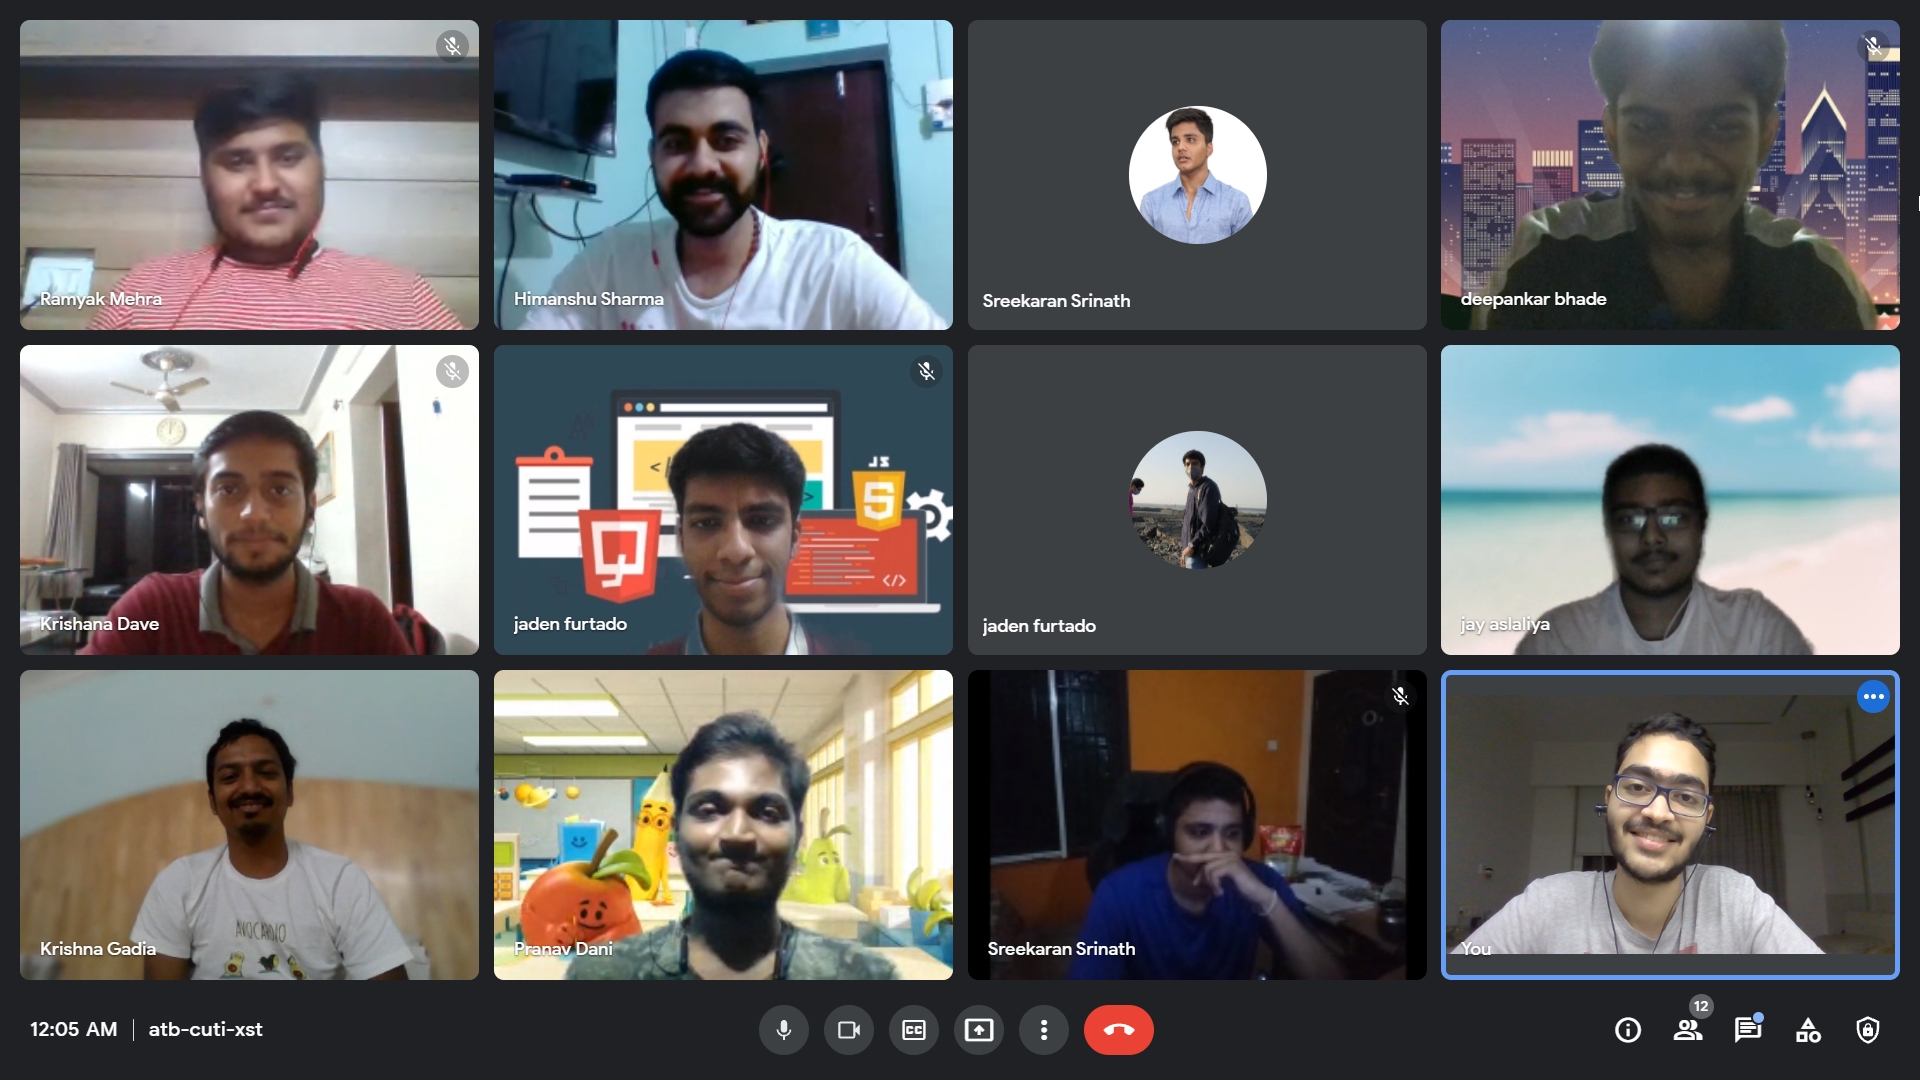 Ramyak Mehra
Himanshu Sharma
Sreekaran Srinath
deepankar bhade
Krishana Dave
JS
5
</>
jaden furtado
jaden furtado
jay aslaliya
AVOCARDIO
Krishna Gadia
Pranav Dani
Sreekaran Srinath
You
12:05 AM
atb-cuti-xst
CC
12